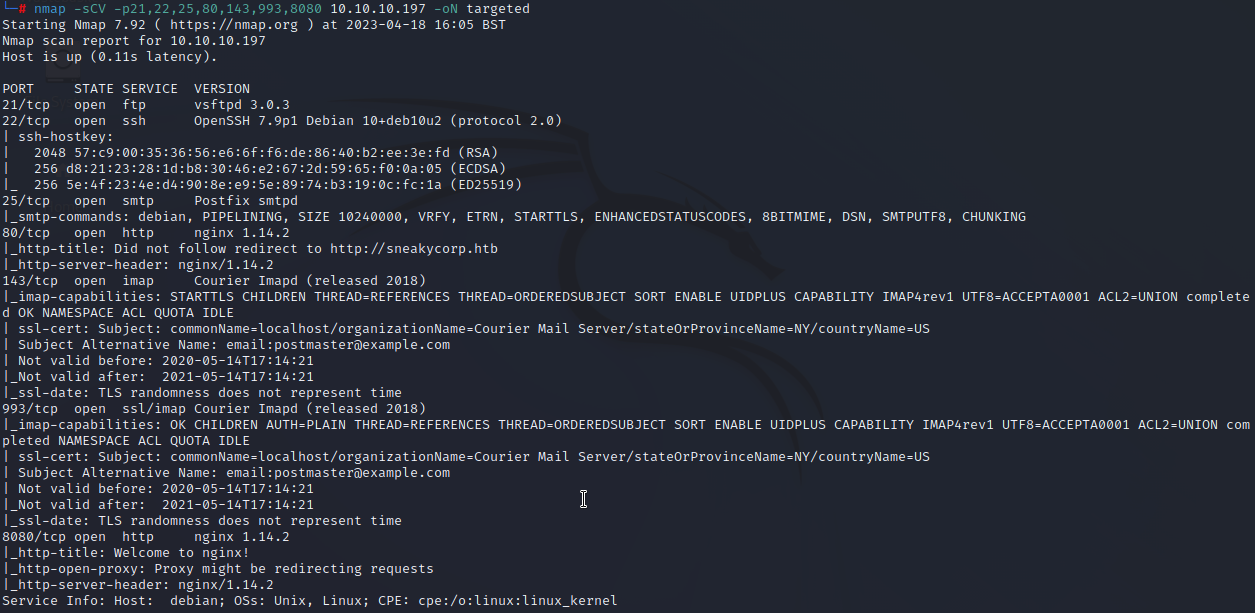 └─# nmap -sCV -p21,22,25,80,143,993,8080 10.10.10.197 -oN targeted
Starting Nmap 7.92 ( https://nmap.org ) at 2023-04-18 16:05 BST
Nmap scan report for 10.10.10.197
Host is up (0.11s latency).

PORT     STATE SERVICE  VERSION
21/tcp   open  ftp      vsftpd 3.0.3
22/tcp   open  ssh      OpenSSH 7.9p1 Debian 10+deb10u2 (protocol 2.0)
| ssh-hostkey:
|   2048 57:c9:00:35:36:56:e6:6f:f6:de:86:40:b2:ee:3e:fd (RSA)
|   256 d8:21:23:28:1d:b8:30:46:e2:67:2d:59:65:f0:0a:05 (ECDSA)
|_  256 5e:4f:23:4e:d4:90:8e:e9:5e:89:74:b3:19:0c:fc:1a (ED25519)
25/tcp   open  smtp     Postfix smtpd
|_smtp-commands: debian, PIPELINING, SIZE 10240000, VRFY, ETRN, STARTTLS, ENHANCEDSTATUSCODES, 8BITMIME, DSN, SMTPUTF8, CHUNKING
80/tcp   open  http     nginx 1.14.2
|_http-title: Did not follow redirect to http://sneakycorp.htb
|_http-server-header: nginx/1.14.2
143/tcp  open  imap     Courier Imapd (released 2018)
|_imap-capabilities: STARTTLS CHILDREN THREAD=REFERENCES THREAD=ORDEREDSUBJECT SORT ENABLE UIDPLUS CAPABILITY IMAP4rev1 UTF8=ACCEPTA0001 ACL2=UNION complete
d OK NAMESPACE ACL QUOTA IDLE
| ssl-cert: Subject: commonName=localhost/organizationName=Courier Mail Server/stateOrProvinceName=NY/countryName=US
| Subject Alternative Name: email:postmaster@example.com
| Not valid before: 2020-05-14T17:14:21
|_Not valid after:  2021-05-14T17:14:21
|_ssl-date: TLS randomness does not represent time
993/tcp  open  ssl/imap Courier Imapd (released 2018)
|_imap-capabilities: OK CHILDREN AUTH=PLAIN THREAD=REFERENCES THREAD=ORDEREDSUBJECT SORT ENABLE UIDPLUS CAPABILITY IMAP4rev1 UTF8=ACCEPTA0001 ACL2=UNION com
pleted NAMESPACE ACL QUOTA IDLE
| ssl-cert: Subject: commonName=localhost/organizationName=Courier Mail Server/stateOrProvinceName=NY/countryName=US
| Subject Alternative Name: email:postmaster@example.com
| Not valid before: 2020-05-14T17:14:21
|_Not valid after:  2021-05-14T17:14:21
|_ssl-date: TLS randomness does not represent time
8080/tcp open  http     nginx 1.14.2
|_http-title: Welcome to nginx!
|_http-open-proxy: Proxy might be redirecting requests
|_http-server-header: nginx/1.14.2
Service Info: Host:  debian; OSs: Unix, Linux; CPE: cpe:/o:linux:linux_kernel